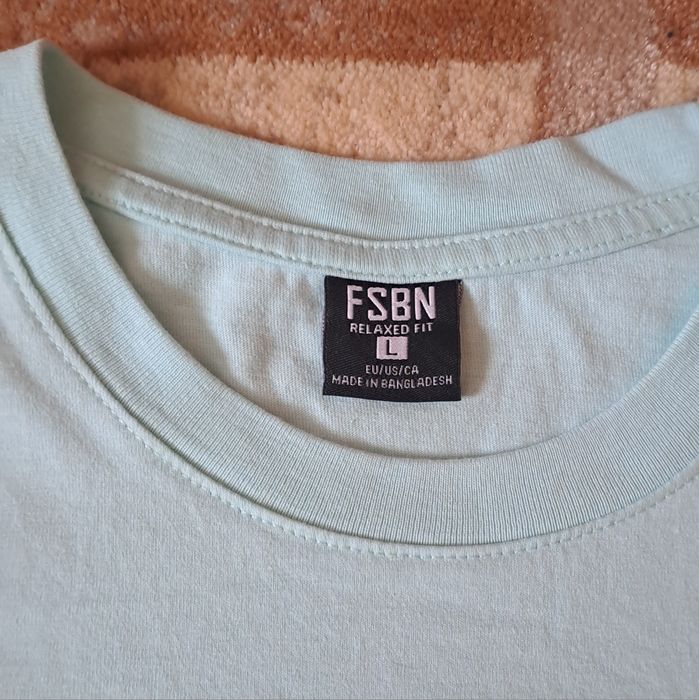 FSBN
RELAXED FIT
L
EU/US/CA
MADE IN BANGLADESH